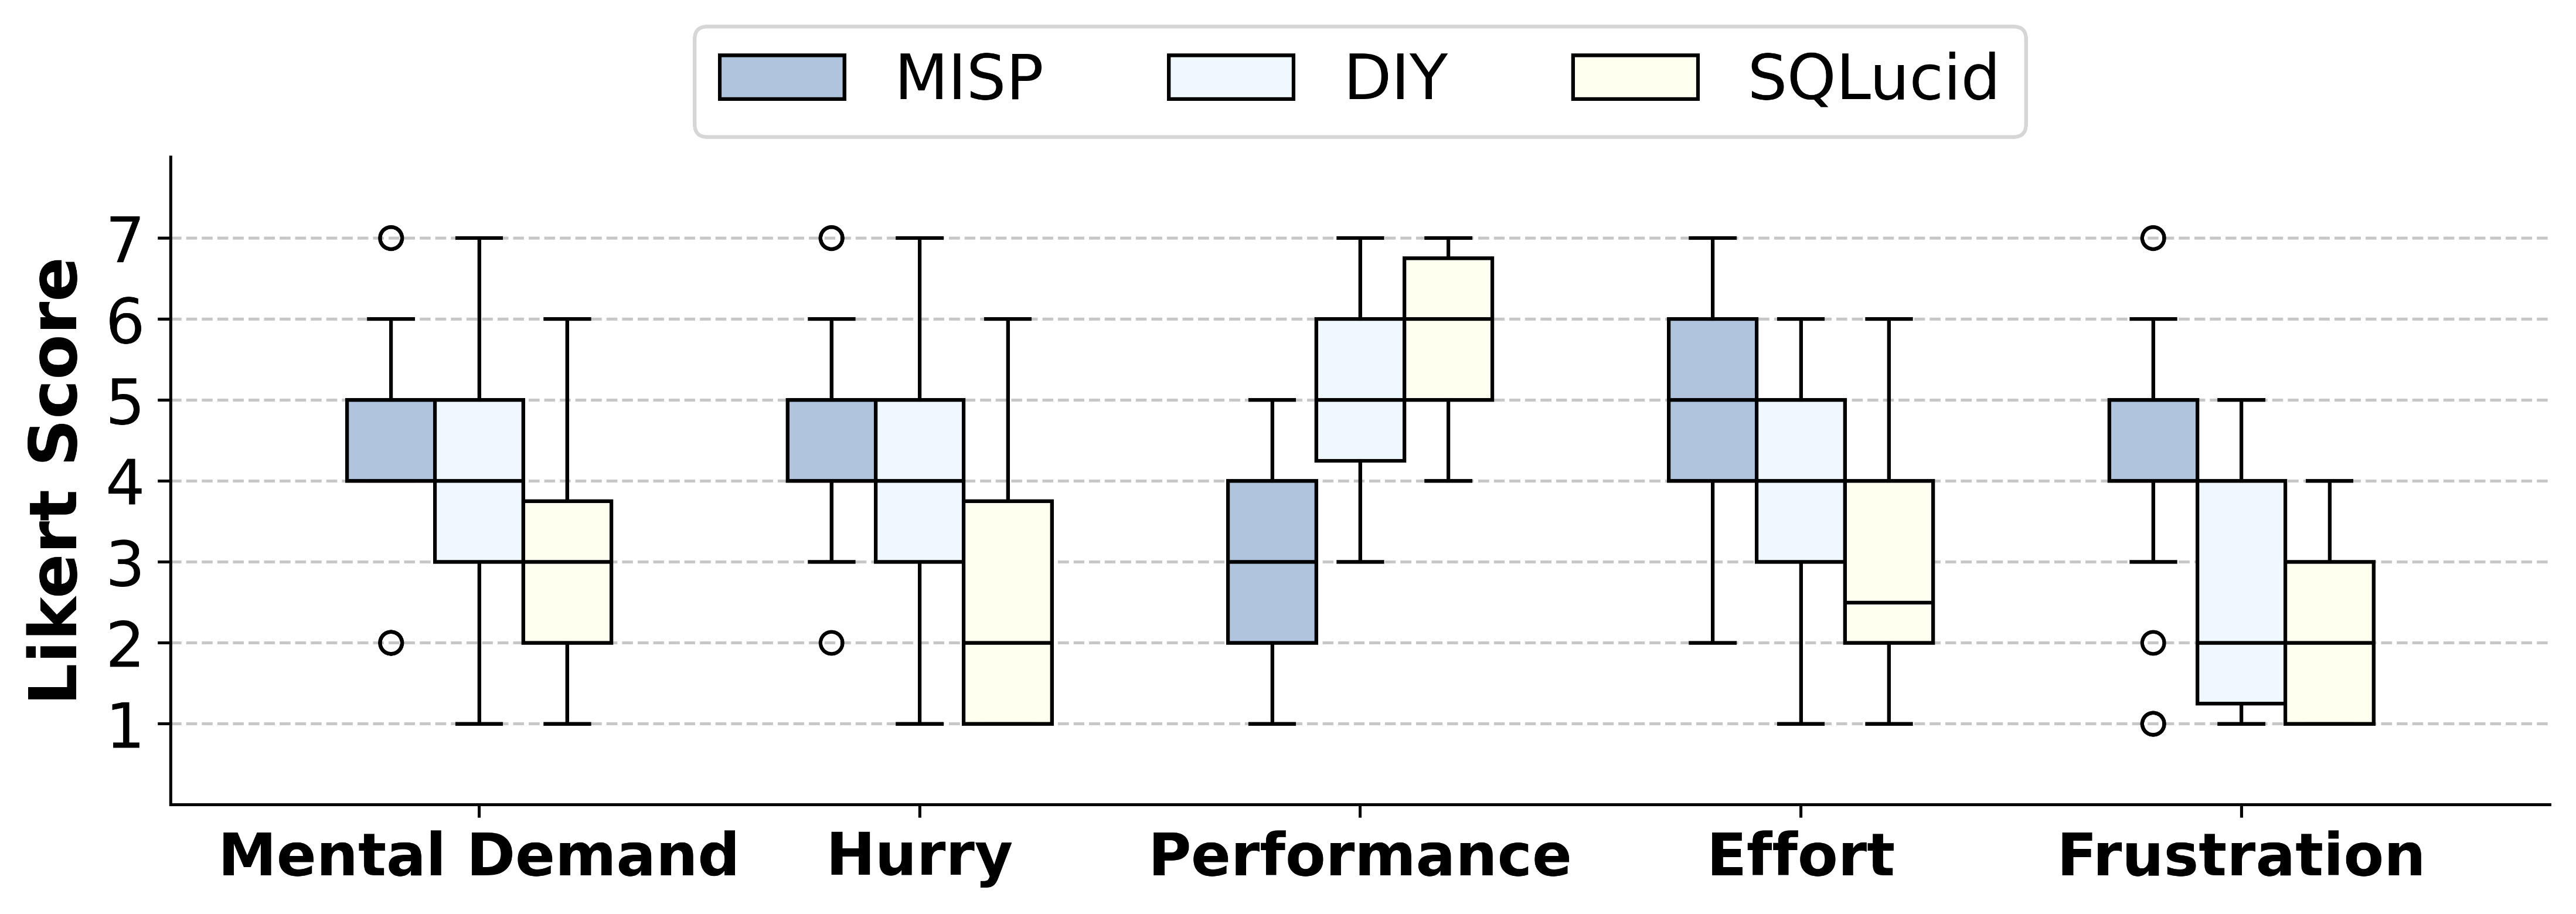 MISP DIY SQLucid
Likert Score
7
6
5
4
3
2
1
Mental Demand Hurry Performance Effort Frustration